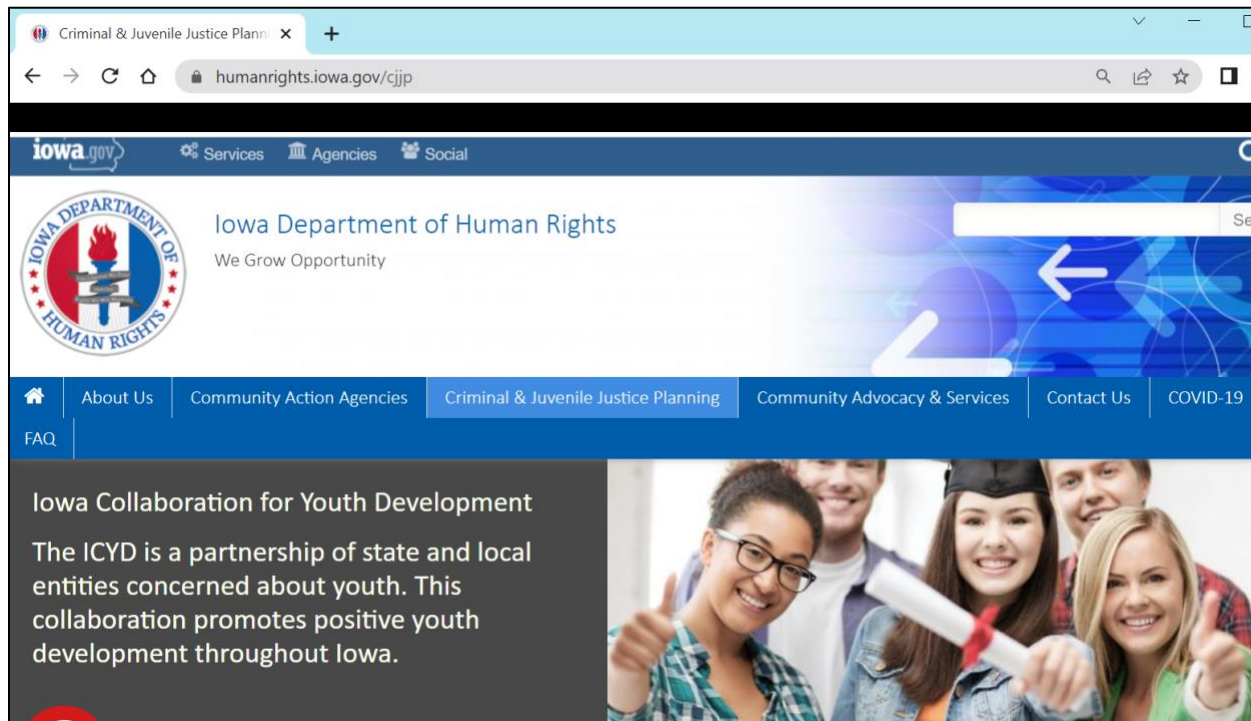 Criminal & Juvenile Justice Plann
humanrights.iowa.gov/cjjp
iowa.gov Services Agencies Social
IOWA DEPARTMENT OF HUMAN RIGHTS
Iowa Department of Human Rights
Se
We Grow Opportunity
About Us Community Action Agencies Criminal & Juvenile Justice Planning Community Advocacy & Services Contact Us COVID-19
FAQ
Iowa Collaboration for Youth Development
The ICYD is a partnership of state and local
entities concerned about youth. This
collaboration promotes positive youth
development throughout Iowa.